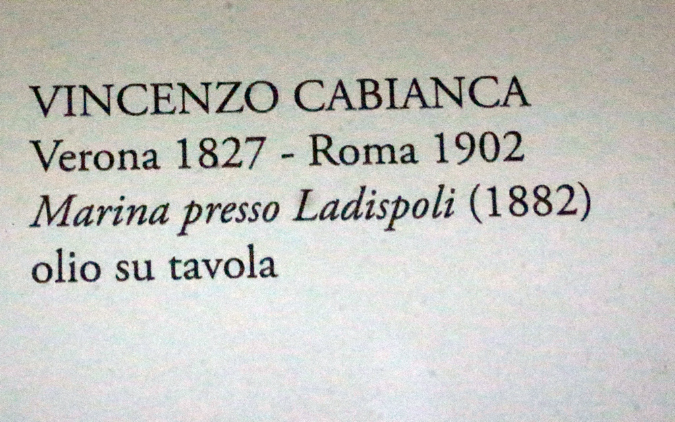 VINCENZO CABIANCA
Verona 1827 - Roma 1902
Marina presso Ladispoli (1882)
olio su tavola